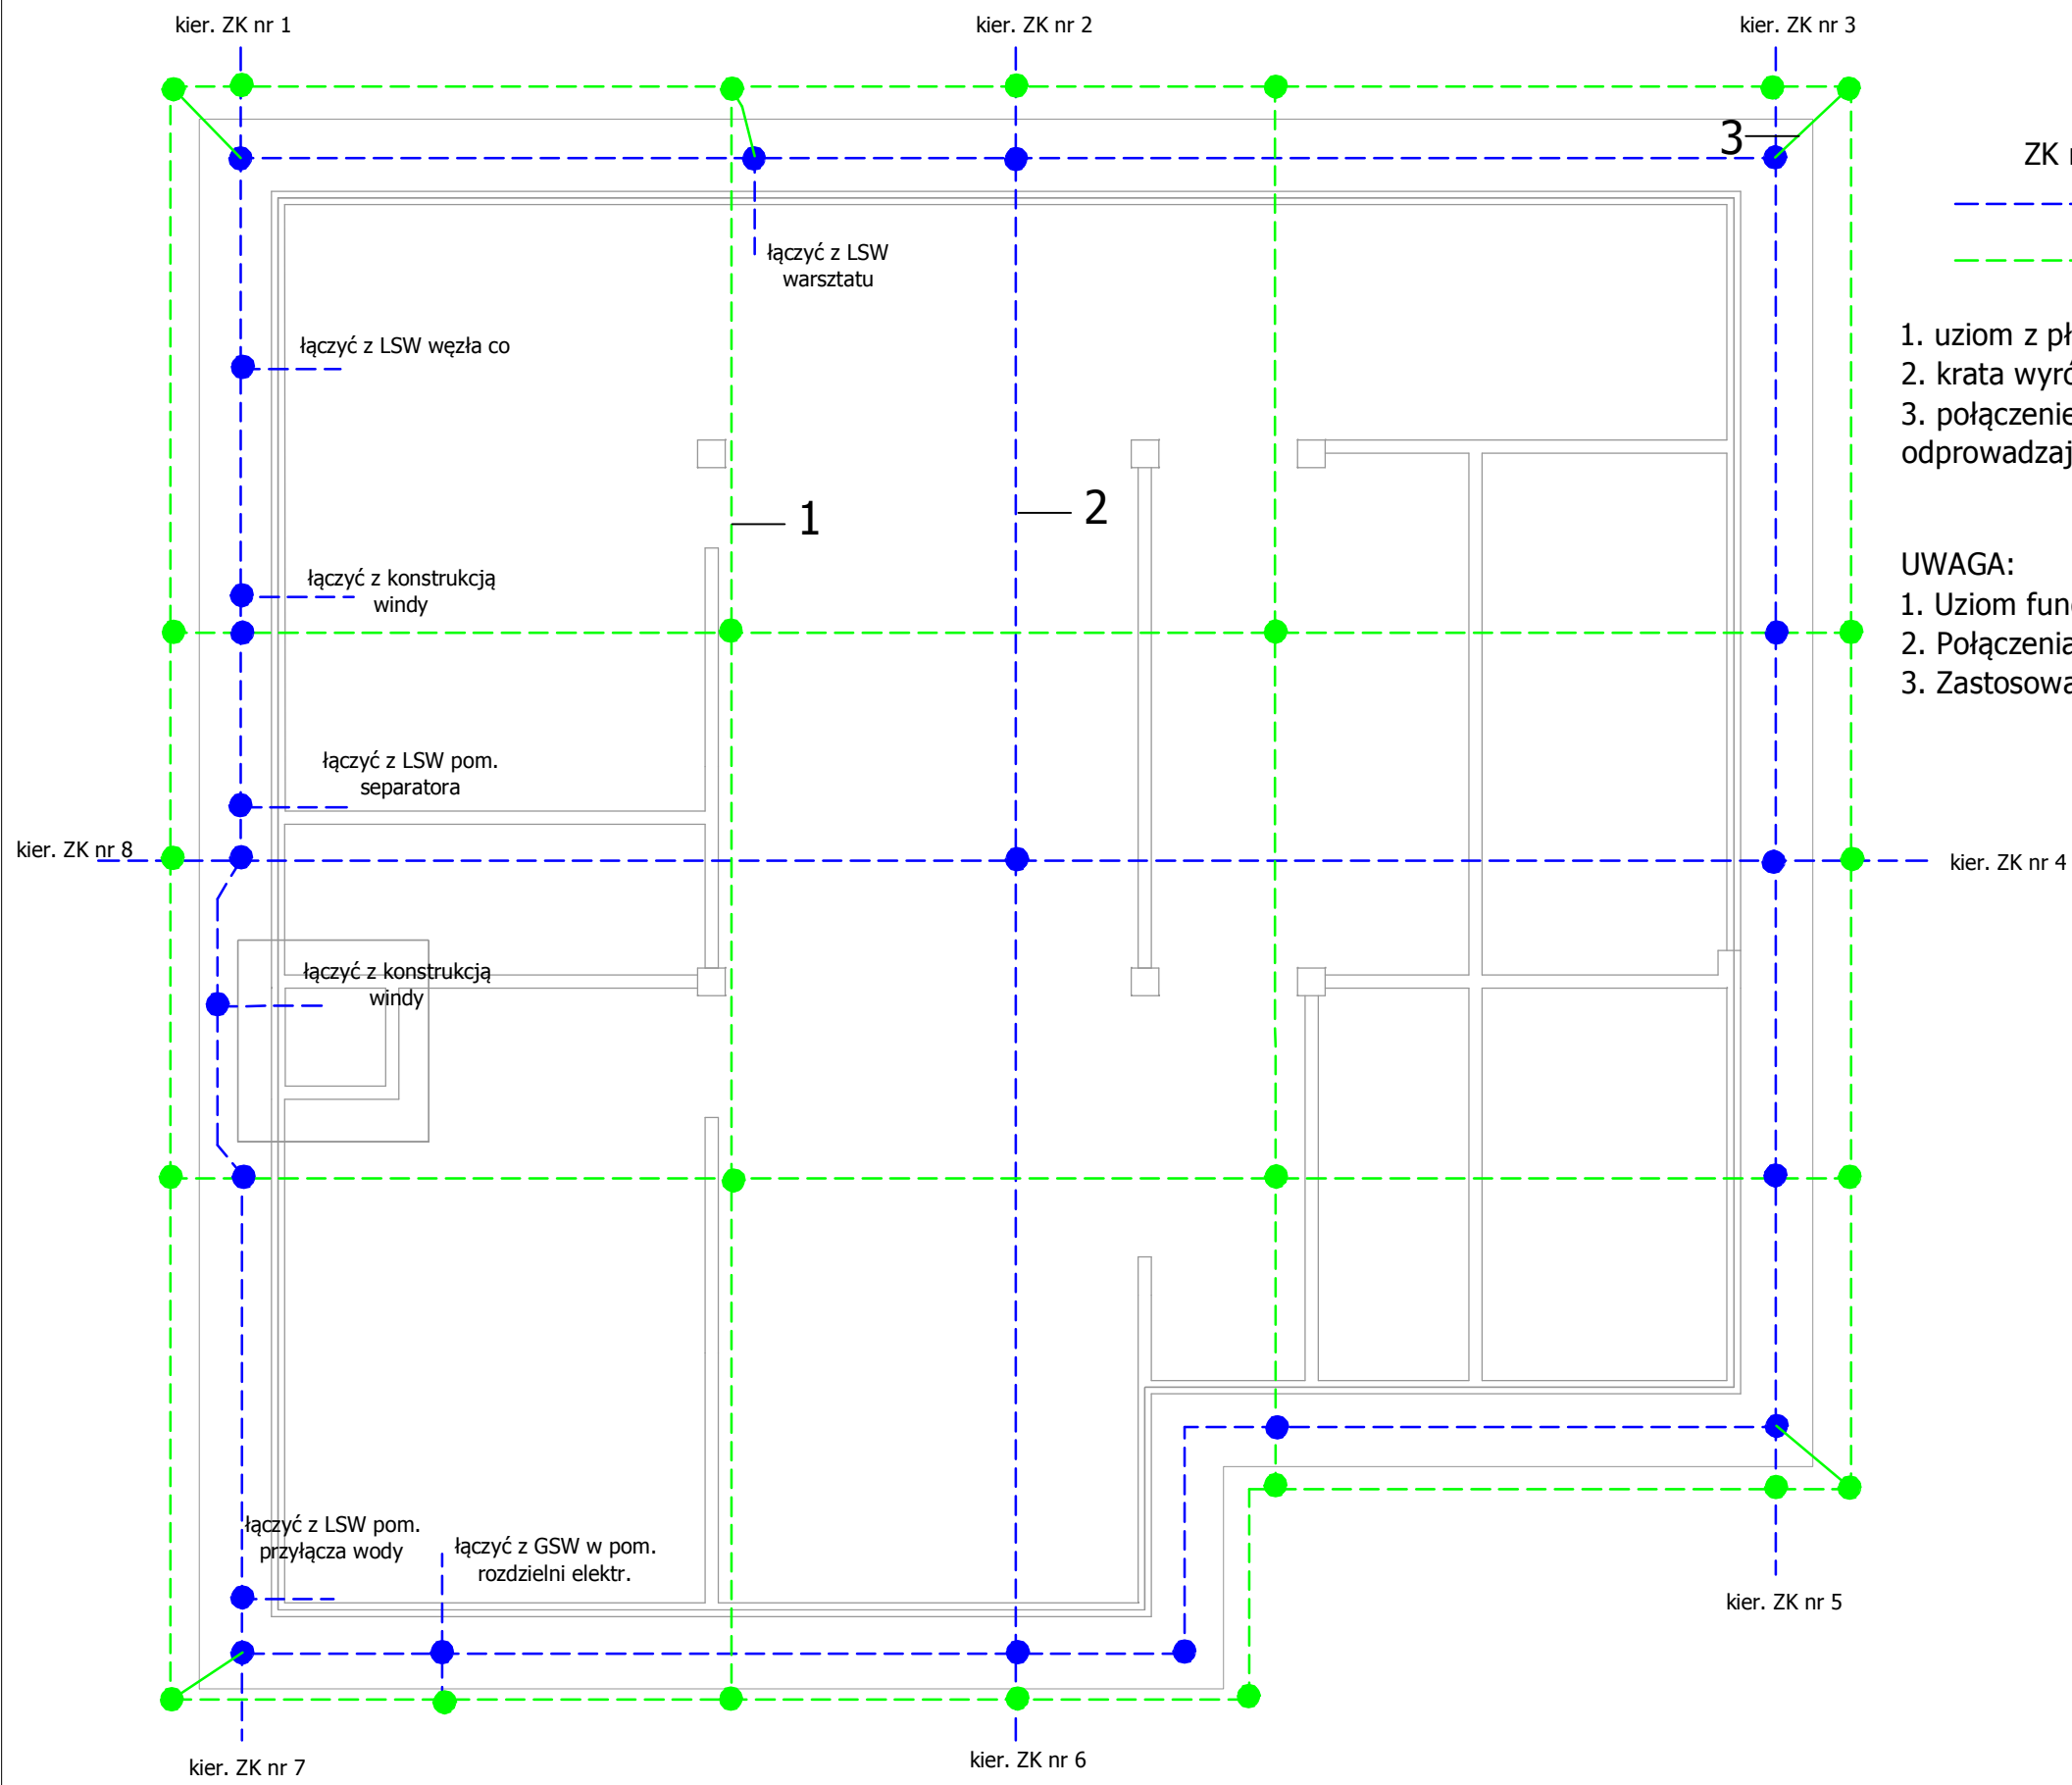 kier. ZK nr 1
kier. ZK nr 2
kier. ZK nr 3
3
ZK
łączyć z LSW
warsztatu
łączyć z LSW węzła co
1. uziom z
2. krata
3. połączenie
1
2
łączyć z konstrukcją
windy
UWAGA:
1. Uziom
2. Połączenia
3.
łączyć z LSW pom.
separatora
kier. ZK nr 8
kier. ZK nr 4
łączyć z konstrukcją
windy
łączyć z LSW pom.
przyłącza wody
łączyć z GSW w pom.
rozdzielni elektr.
kier. ZK nr 5
kier. ZK nr 7
kier. ZK nr 6